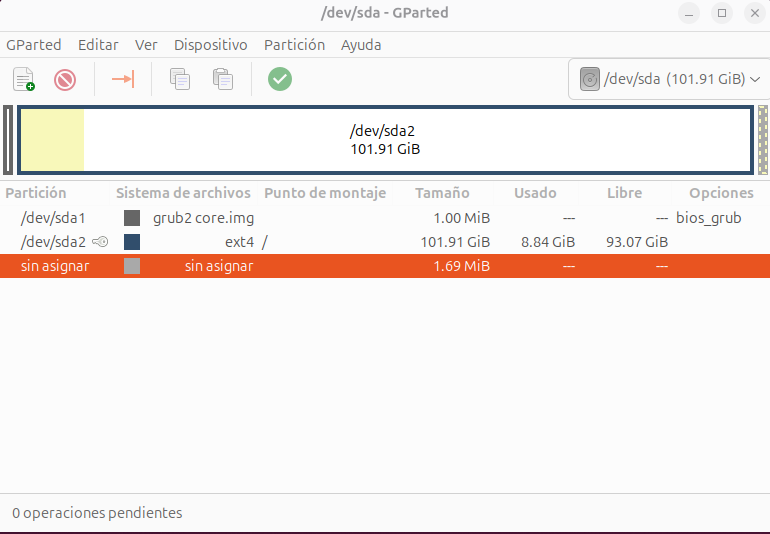 /dev/sda - GParted
GParted Editar Ver Dispositivo Partición Ayuda
/dev/sda (101.91 GiB)
/dev/sda2
101.91 GiB
Partición Sistema de archivos Punto de montaje Tamaño Usado Libre Opciones
/dev/sda1 grub2 core.img 1.00 MiB --- --- bios_grub
/dev/sda2 ext4 / 101.91 GiB 8.84 GiB 93.07 GiB
sin asignar sin asignar 1.69 MiB --- ---
0 operaciones pendientes